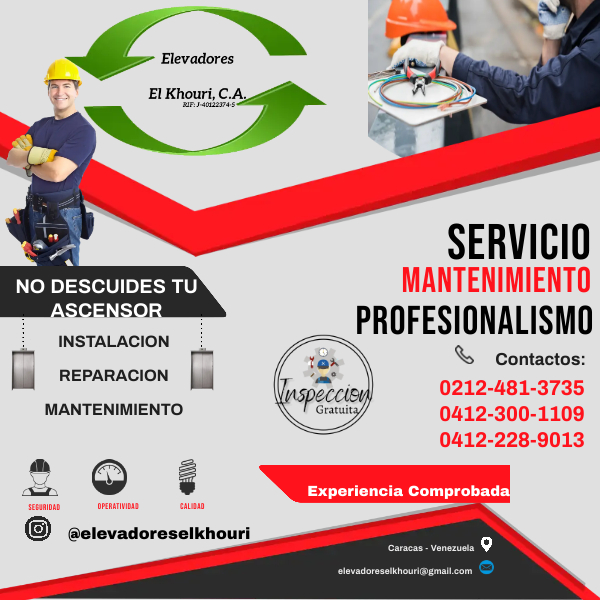 Elevadores
El Khouri, C.A.
RIF: J-40122374-5
SERVICIO
MANTENIMIENTO
PROFESIONALISMO
NO DESCUIDES TU
ASCENSOR
INSTALACION
REPARACION
MANTENIMIENTO
Inspeccion
Gratuita
Contactos:
0212-481-3735
0412-300-1109
0412-228-9013
SEGURIDAD
OPERATIVIDAD
CALIDAD
Experiencia Comprobada
@elevadoreselkhouri
Caracas - Venezuela
elevadoreselkhouri@gmail.com